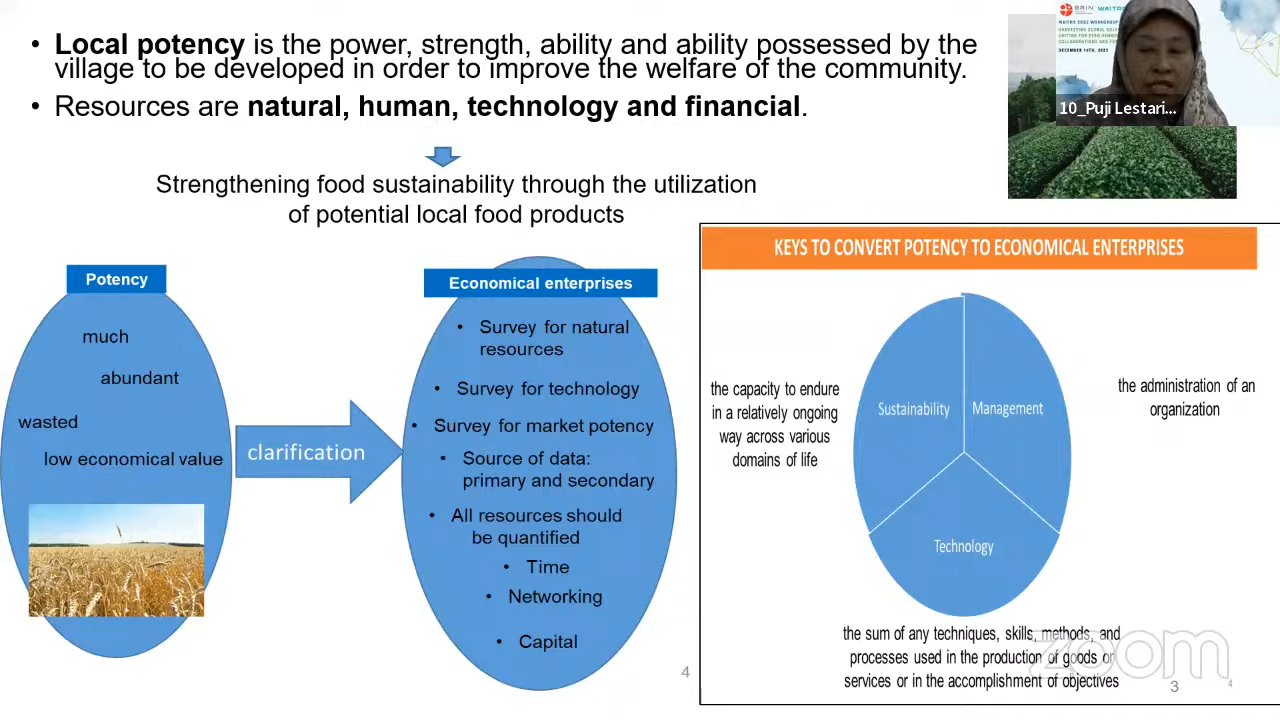 • Local potency is the power, strength, ability and ability possessed by the
village to be developed in order to improve the welfare of the community.
• Resources are natural, human, technology and financial.
Strengthening food sustainability through the utilization
of potential local food products
BRIN WAITRO
DECEMBER 14TH, 2023
10_Puji Lestari...
Potency
much
abundant
wasted
low economical value
clarification
Economical enterprises
• Survey for natural
resources
• Survey for technology
• Survey for market potency
• Source of data:
primary and secondary
• All resources should
be quantified
• Time
• Networking
• Capital
4
KEYS TO CONVERT POTENCY TO ECONOMICAL ENTERPRISES
the capacity to endure
in a relatively ongoing
way across various
domains of life
Sustainability
Management
Technology
the administration of an
organization
the sum of any techniques, skills, methods, and
processes used in the production of goods or
services or in the accomplishment of objectives
zoom
3
4